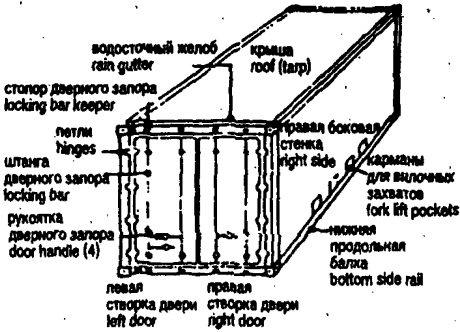 водосточный желоб
rain gutter
крыша
roof (tarp)
столор дверного запора
locking bar keeper
петли
hinges
штанга
дверного запора
locking bar
рукоятка
дверного запора
door handle (4)
правая боковая
стенка
right side
карманы
для вилочных
захватов
fork lift pockets
нижняя
продольная
балка
bottom side rail
левая
створка двери
left door
правая
створка двери
right door